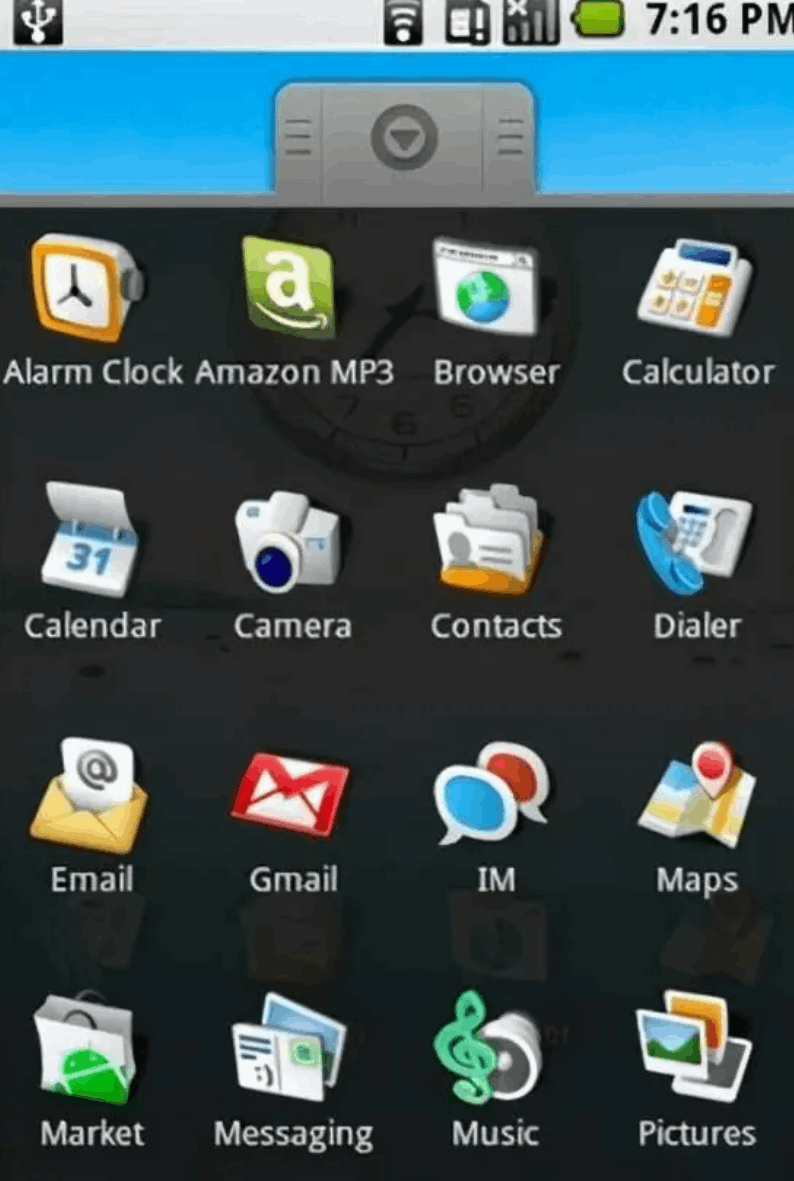 7:16 PM
Alarm Clock Amazon MP3 Browser Calculator
31
Calendar Camera Contacts Dialer
@
Email Gmail IM Maps
Market Messaging Music Pictures